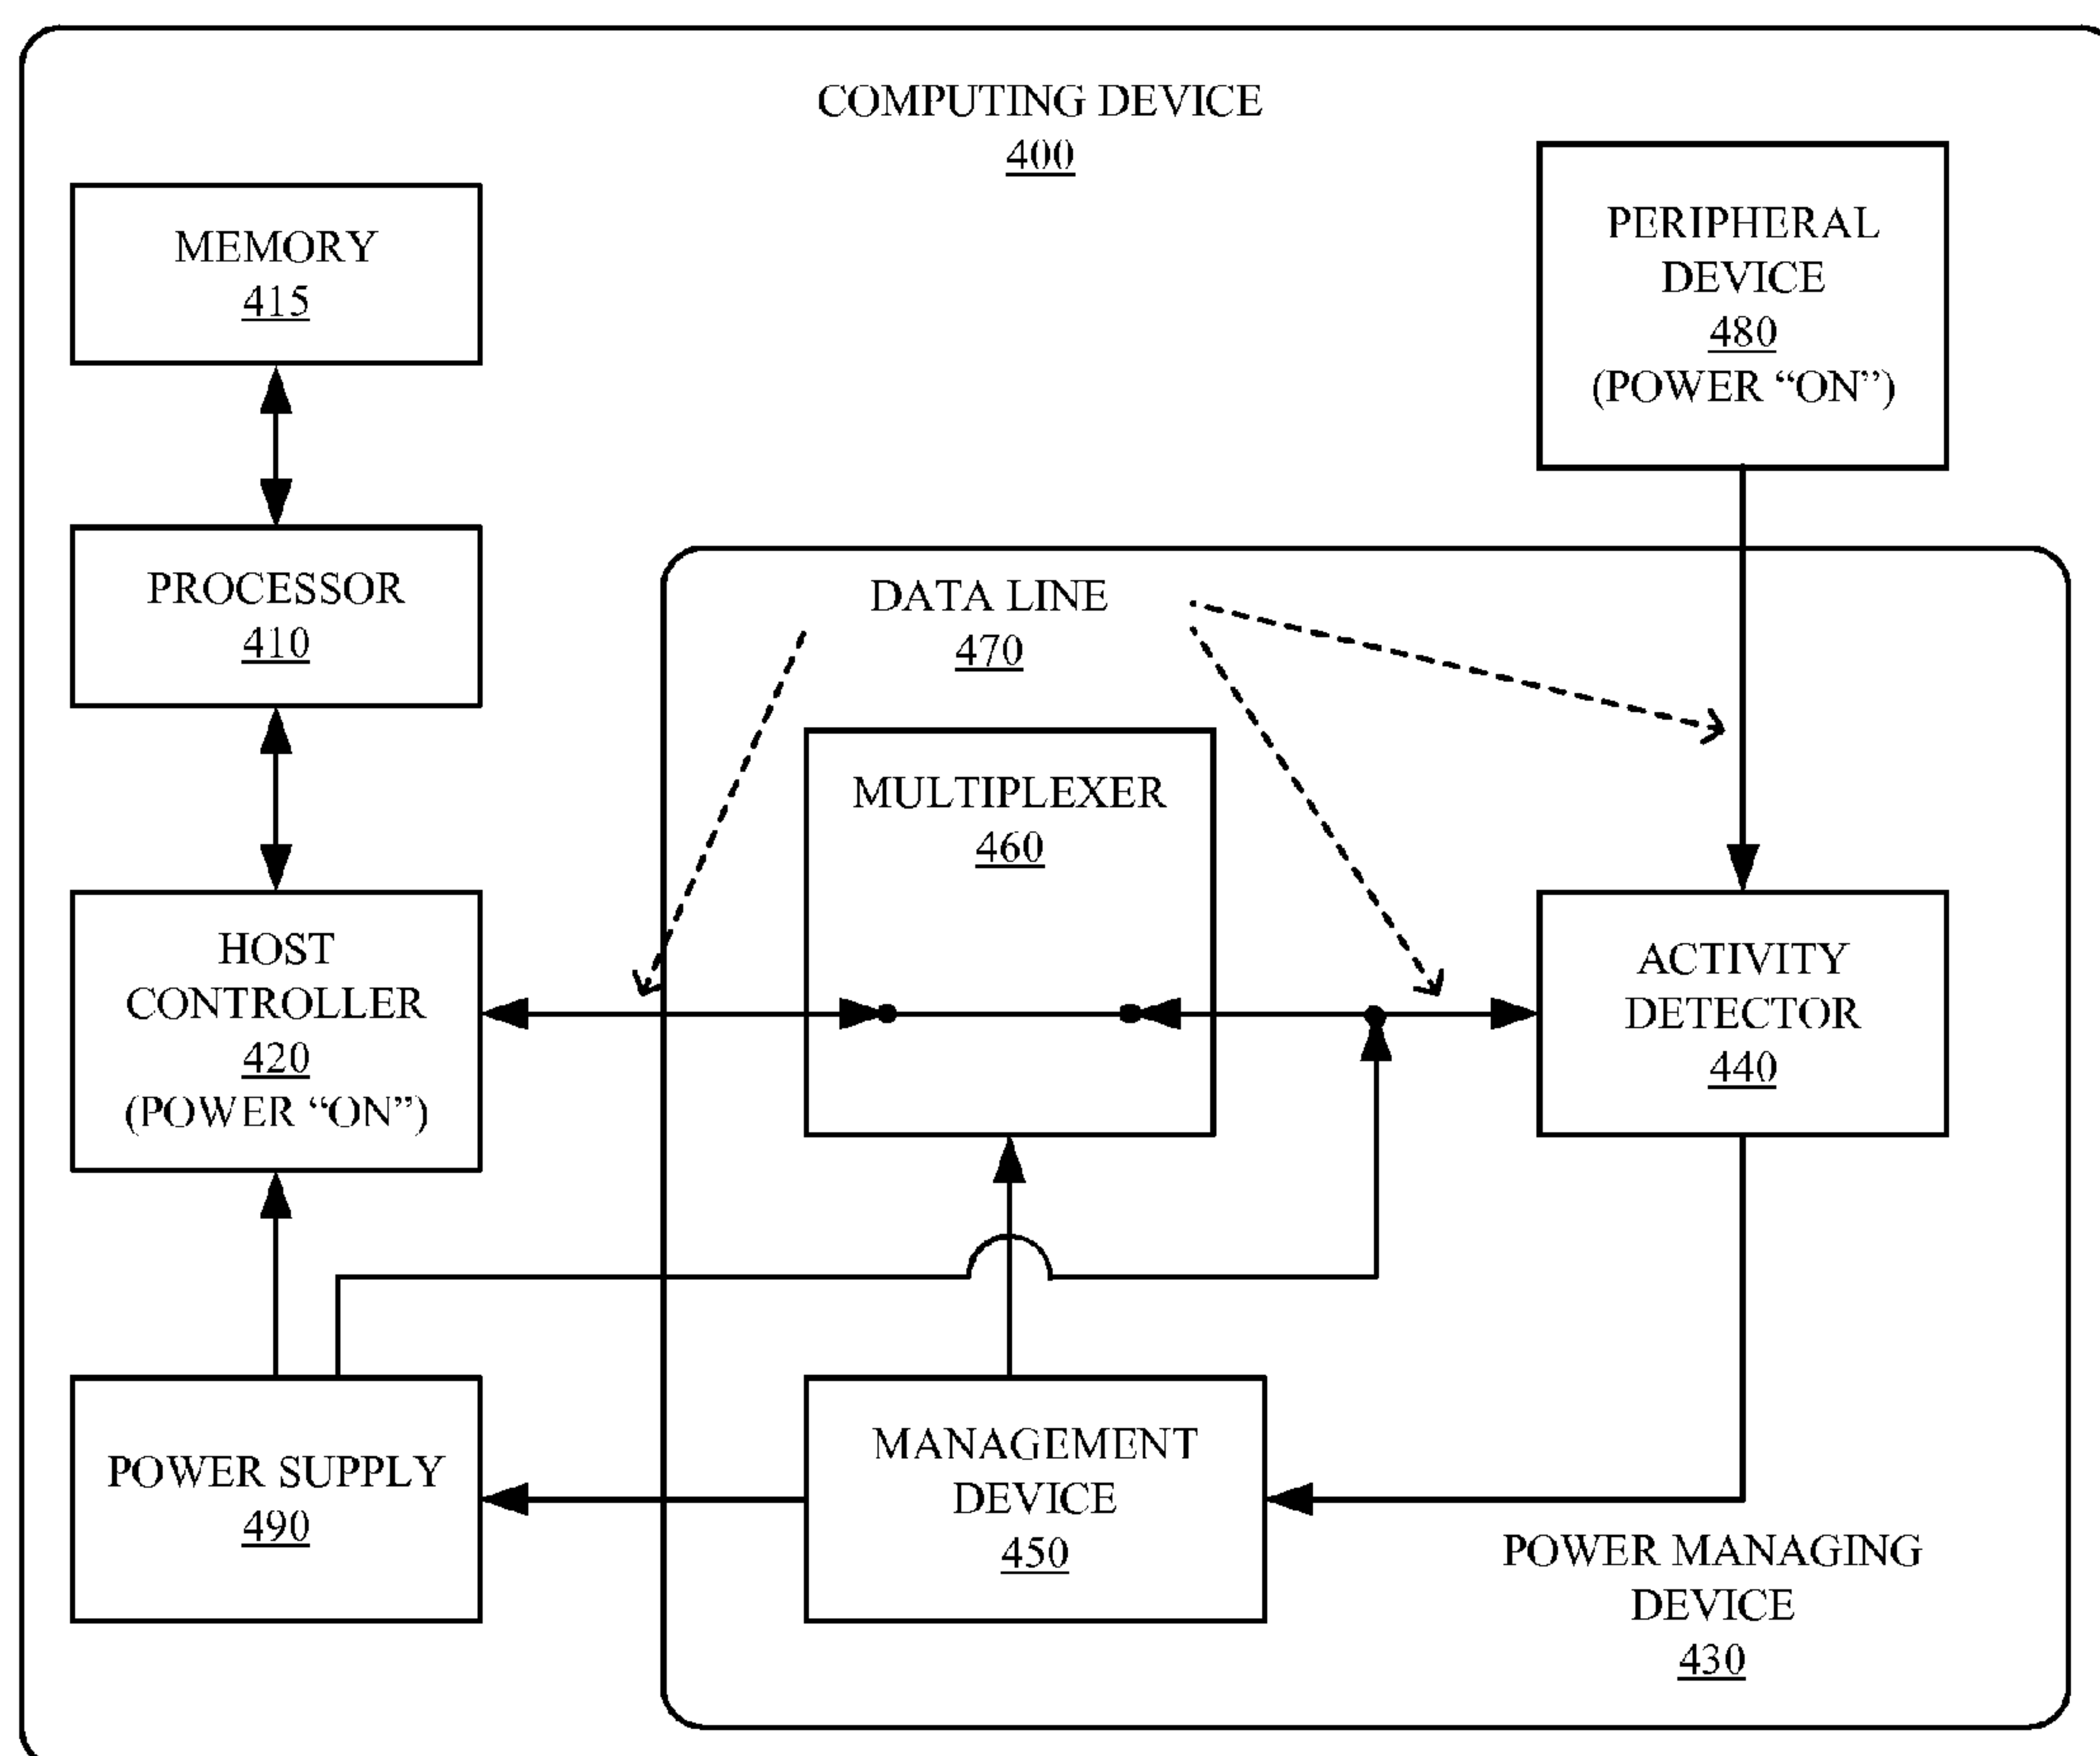 COMPUTING DEVICE
400
MEMORY
415
PERIPHERAL
DEVICE
480
(POWER “ON”)
PROCESSOR
410
DATA LINE
470
MULTIPLEXER
460
HOST
CONTROLLER
420
(POWER “ON”)
ACTIVITY
DETECTOR
440
POWER SUPPLY
490
MANAGEMENT
DEVICE
450
POWER MANAGING
DEVICE
430